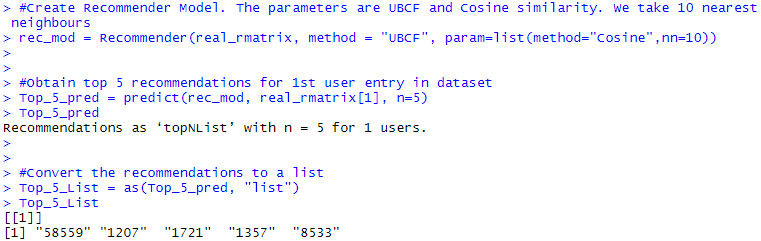 > #Create Recommender Model. The parameters are UBCF and Cosine similarity. We take 10 nearest
neighbours
> rec_mod = Recommender(real_rmatrix, method = "UBCF", param=list(method="Cosine",nn=10))
>
>
> #Obtain top 5 recommendations for 1st user entry in dataset
> Top_5_pred = predict(rec_mod, real_rmatrix[1], n=5)
> Top_5_pred
Recommendations as ‘topNList’ with n = 5 for 1 users.
>
>
> #Convert the recommendations to a list
> Top_5_List = as(Top_5_pred, "list")
> Top_5_List
[[1]]
[1] "58559" "1207"  "1721"  "1357"  "8533"